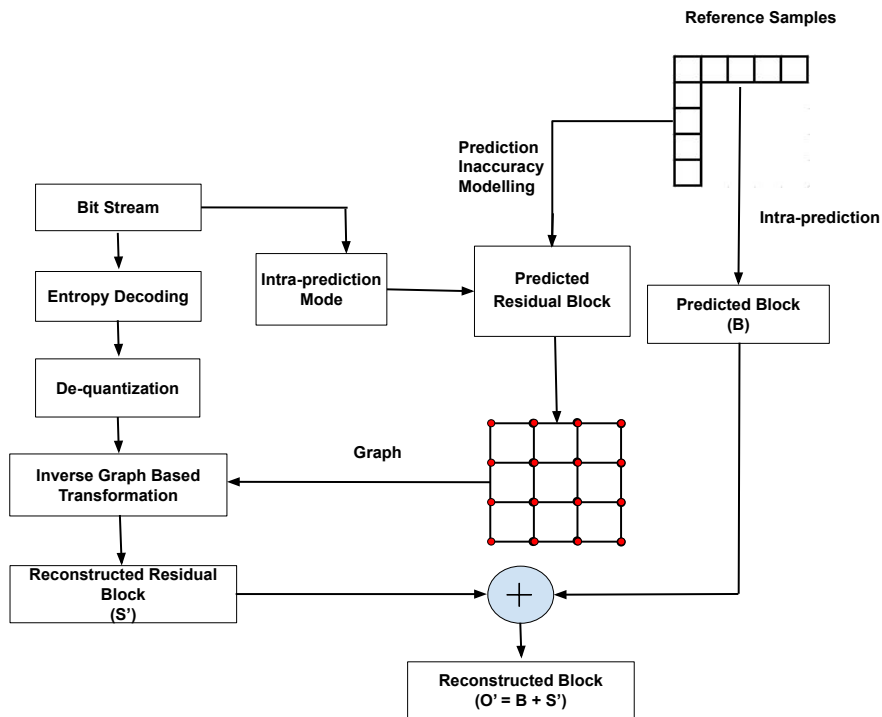 Reference Samples
Prediction
Inaccuracy
Modelling
Bit Stream
Intra-prediction
Intra-prediction
Mode
Predicted
Residual Block
Entropy Decoding
Predicted Block
(B)
De-quantization
Graph
Inverse Graph Based
Transformation
Reconstructed Residual
Block
(S’)
+
Reconstructed Block
(O’ = B + S’)